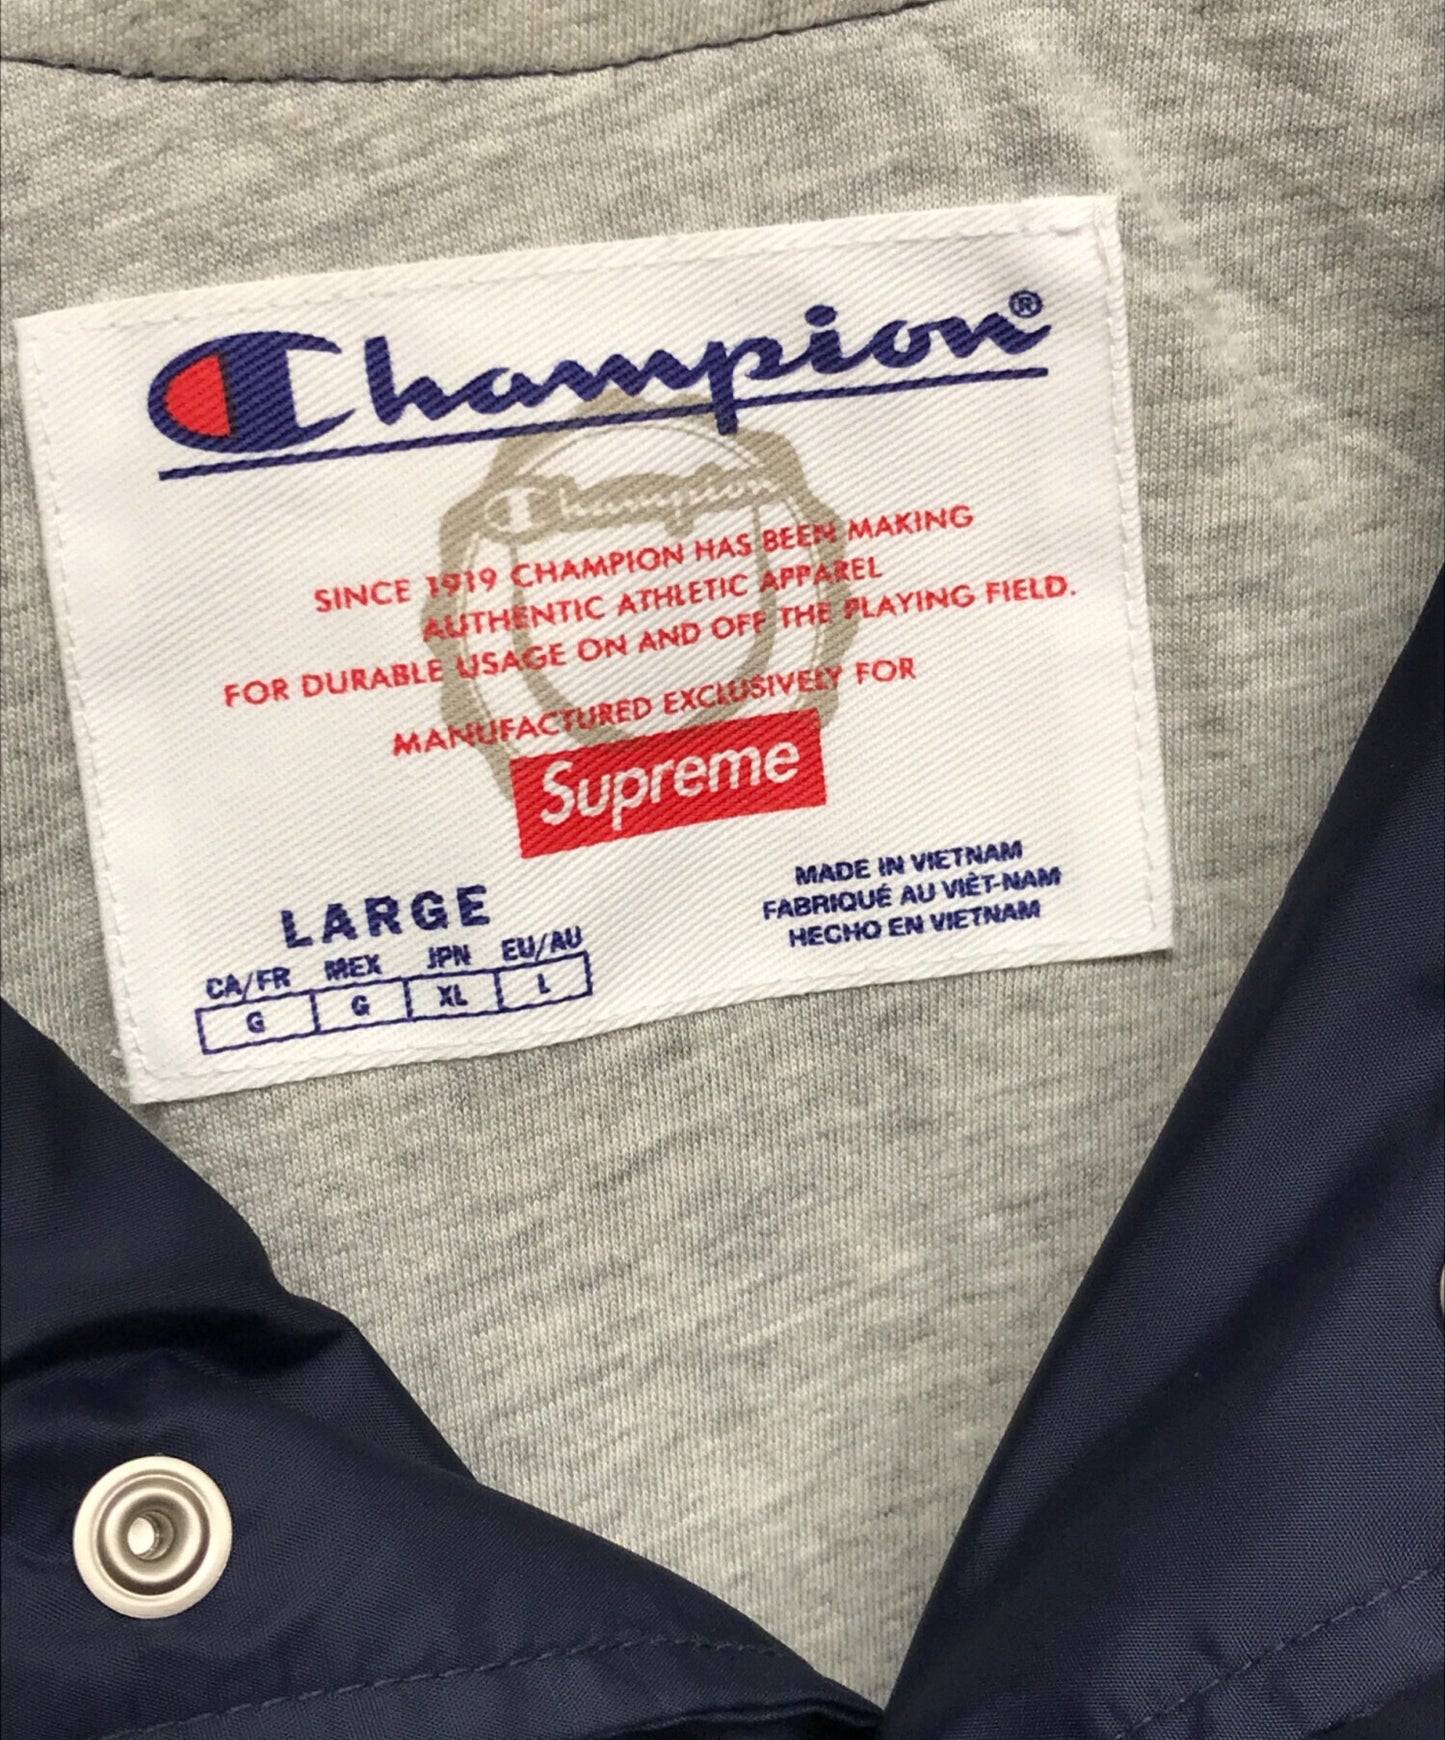 Champion®
Champion
SINCE 1919 CHAMPION HAS BEEN MAKING
AUTHENTIC ATHLETIC APPAREL
FOR DURABLE USAGE ON AND OFF THE PLAYING FIELD.
MANUFACTURED EXCLUSIVELY FOR
Supreme
LARGE
CA/FR MEX JPN EU/AU
G G XL L
MADE IN VIETNAM
FABRIQUÉ AU VIÊT-NAM
HECHO EN VIETNAM